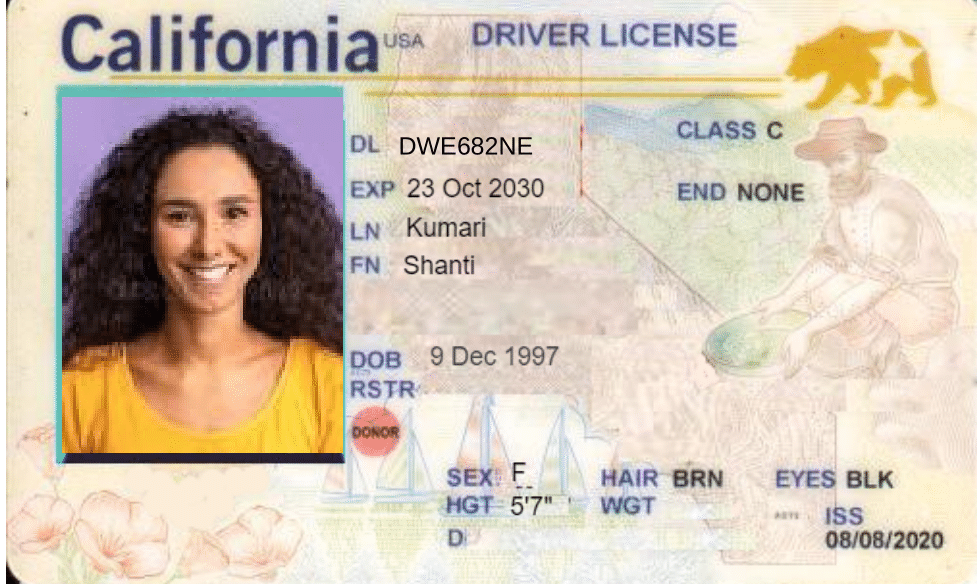 California USA DRIVER LICENSE
DL DWE682NE
CLASS C
EXP 23 Oct 2030
END NONE
LN Kumari
FN Shanti
DOB 9 Dec 1997
RSTR
DONOR
SEX F HAIR BRN EYES BLK
HGT 5'7" WGT
ISS
D
08/08/2020